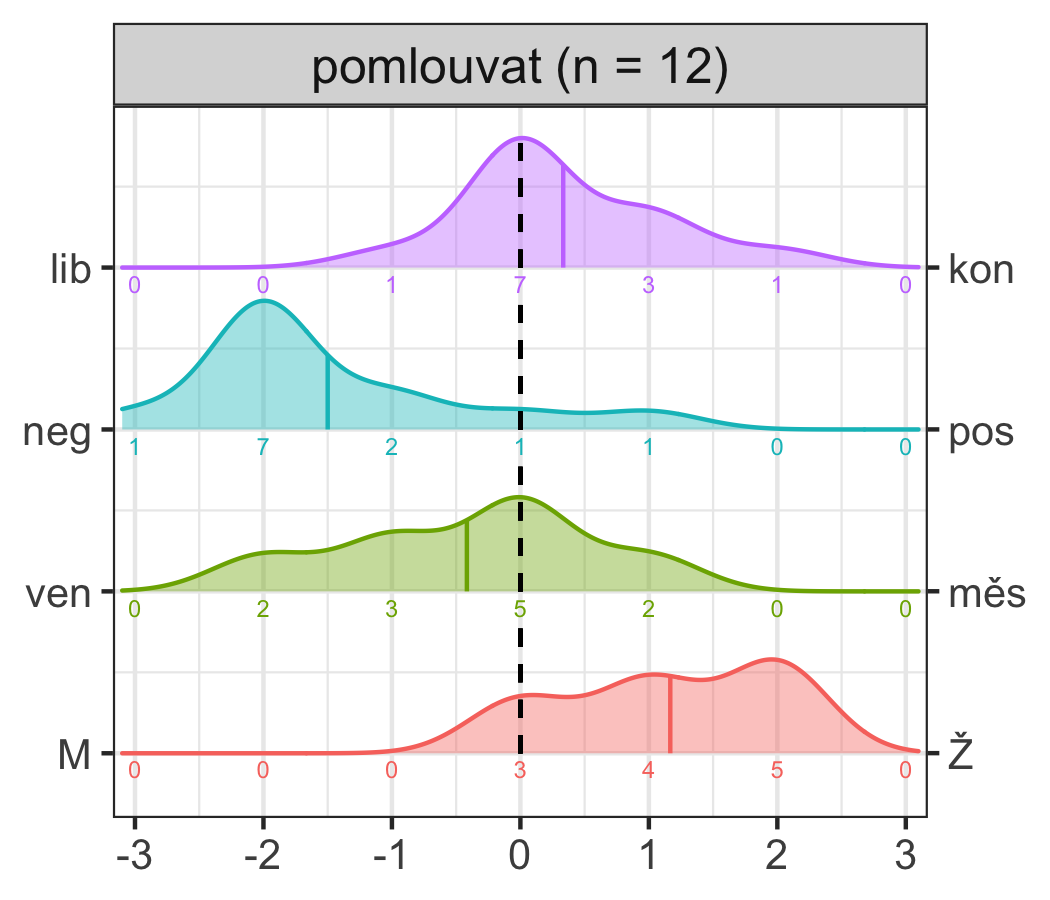 pomlouvat (n = 12)
lib kon
0 0 1 7 3 1 0
neg pos
1 7 2 1 1 0 0
ven měs
0 2 3 5 2 0 0
M Ž
0 0 0 3 4 5 0
-3 -2 -1 0 1 2 3